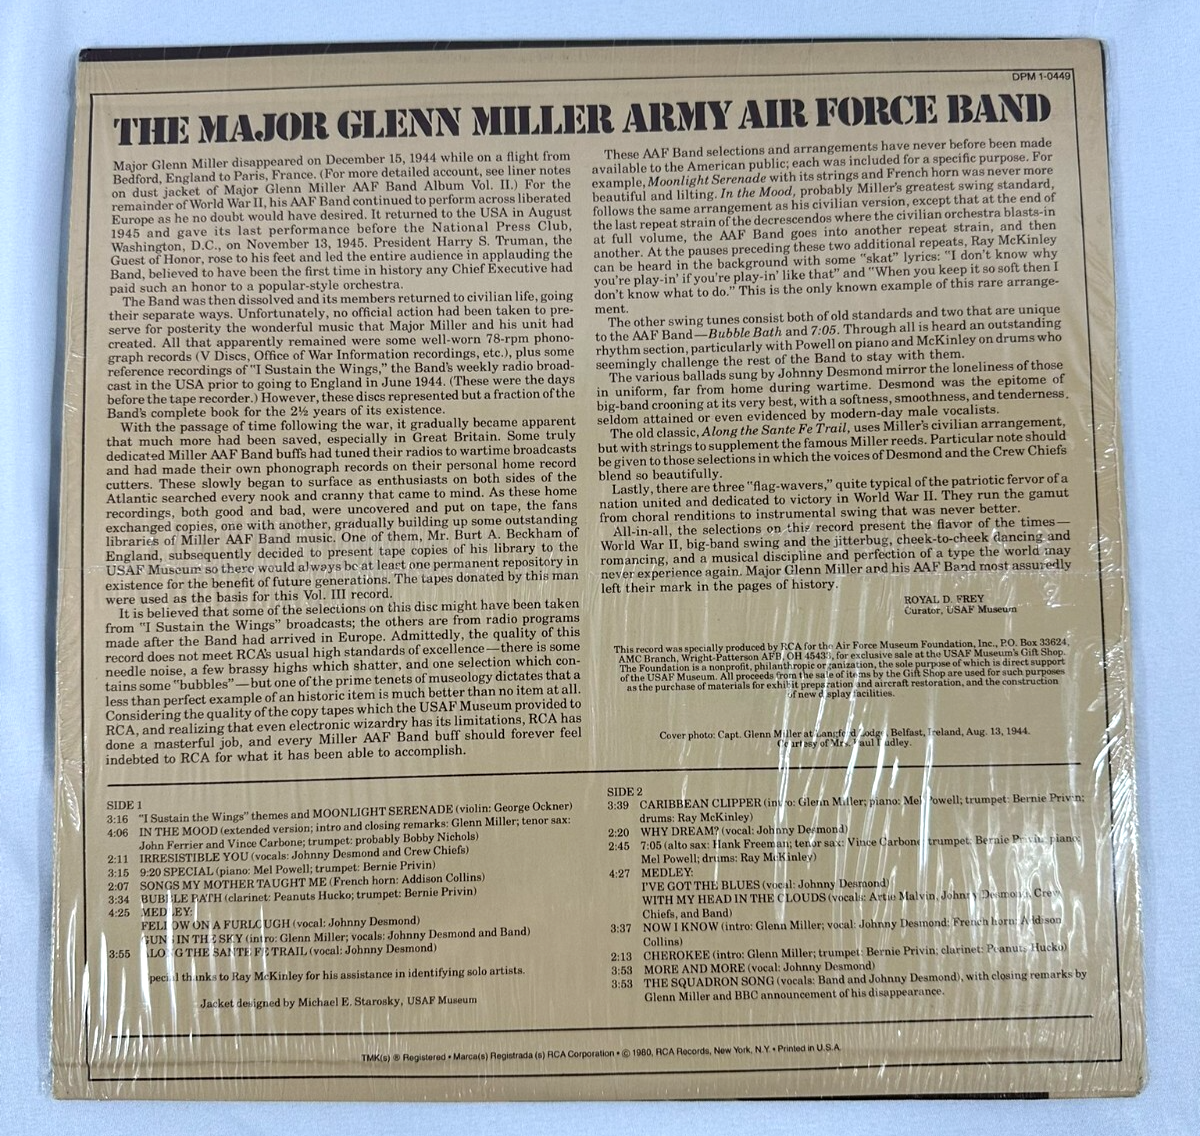 DPM 1-0449
THE MAJOR GLENN MILLER ARMY AIR FORCE BAND
Major Glenn Miller disappeared on December 15, 1944 while on a flight from
Bedford, England to Paris, France. (For more detailed account, see liner notes
on dust jacket of Major Glenn Miller AAF Band Album Vol. II.) For the
remainder of World War II, his AAF Band continued to perform across liberated
Europe as he no doubt would have desired. It returned to the USA in August
1945 and gave its last performance before the National Press Club,
Washington, D.C., on November 13, 1945. President Harry S. Truman, the
Guest of Honor, rose to his feet and led the entire audience in applauding the
Band, believed to have been the first time in history any Chief Executive had
paid such an honor to a popular-style orchestra.
The Band was then dissolved and its members returned to civilian life, going
their separate ways. Unfortunately, no official action had been taken to pre-
serve for posterity the wonderful music that Major Miller and his unit had
created. All that apparently remained were some well-worn 78-rpm phono-
graph records (V Discs, Office of War Information recordings, etc.), plus some
reference recordings of "I Sustain the Wings," the Band's weekly radio broad-
cast in the USA prior to going to England in June 1944. (These were the days
before the tape recorder.) However, these discs represented but a fraction of the
Band's complete book for the 2½ years of its existence.
With the passage of time following the war, it gradually became apparent
that much more had been saved, especially in Great Britain. Some truly
dedicated Miller AAF Band buffs had tuned their radios to wartime broadcasts
and had made their own phonograph records on their personal home record
cutters. These slowly began to surface as enthusiasts on both sides of the
Atlantic searched every nook and cranny that came to mind. As these home
recordings, both good and bad, were uncovered and put on tape, the fans
exchanged copies, one with another, gradually building up some outstanding
libraries of Miller AAF Band music. One of them, Mr. Burt A. Beckham of
England, subsequently decided to present tape copies of his library to the
USAF Museum so there would always be at least one permanent repository in
existence for the benefit of future generations. The tapes donated by this man
were used as the basis for this Vol. III record.
It is believed that some of the selections on this disc might have been taken
from "I Sustain the Wings" broadcasts; the others are from radio programs
made after the Band had arrived in Europe. Admittedly, the quality of this
record does not meet RCA's usual high standards of excellence—there is some
needle noise, a few brassy highs which shatter, and one selection which con-
tains some "bubbles"—but one of the prime tenets of museology dictates that a
less than perfect example of an historic item is much better than no item at all.
Considering the quality of the copy tapes which the USAF Museum provided to
RCA, and realizing that even electronic wizardry has its limitations, RCA has
done a masterful job, and every Miller AAF Band buff should forever feel
indebted to RCA for what it has been able to accomplish.
These AAF Band selections and arrangements have never before been made
available to the American public; each was included for a specific purpose. For
example, Moonlight Serenade with its strings and French horn was never more
beautiful and lilting. In the Mood, probably Miller's greatest swing standard,
follows the same arrangement as his civilian version, except that at the end of
the last repeat strain of the decrescendos where the civilian orchestra blasts-in
at full volume, the AAF Band goes into another repeat strain, and then
another. At the pauses preceding these two additional repeats, Ray McKinley
can be heard in the background with some "skat" lyrics: "I don't know why
you're play-in' if you're play-in' like that" and "When you keep it so soft then I
don't know what to do." This is the only known example of this rare arrange-
ment.
The other swing tunes consist both of old standards and two that are unique
to the AAF Band—Bubble Bath and 7:05. Through all is heard an outstanding
rhythm section, particularly with Powell on piano and McKinley on drums who
seemingly challenge the rest of the Band to stay with them.
The various ballads sung by Johnny Desmond mirror the loneliness of those
in uniform, far from home during wartime. Desmond was the epitome of
big-band crooning at its very best, with a softness, smoothness, and tenderness,
seldom attained or even evidenced by modern-day male vocalists.
The old classic, Along the Sante Fe Trail, uses Miller's civilian arrangement,
but with strings to supplement the famous Miller reeds. Particular note should
be given to those selections in which the voices of Desmond and the Crew Chiefs
blend so beautifully.
Lastly, there are three "flag-wavers," quite typical of the patriotic fervor of a
nation united and dedicated to victory in World War II. They run the gamut
from choral renditions to instrumental swing that was never better.
All-in-all, the selections on this record present the flavor of the times—
World War II, big-band swing and the jitterbug, cheek-to-cheek dancing and
romancing, and a musical discipline and perfection of a type the world may
never experience again. Major Glenn Miller and his AAF Band most assuredly
left their mark in the pages of history.
ROYAL D. FREY
Curator, USAF Museum
This record was specially produced by RCA for the Air Force Museum Foundation, Inc., P.O. Box 33624,
AMC Branch, Wright-Patterson AFB, OH 45433, for exclusive sale at the USAF Museum's Gift Shop.
The Foundation is a nonprofit, philanthropic organization, the sole purpose of which is direct support
of the USAF Museum. All proceeds from the sale of items by the Gift Shop are used for such purposes
as the purchase of materials for exhibit preparation and aircraft restoration, and the construction
of new display facilities.
Cover photo: Capt. Glenn Miller at Langford Lodge, Belfast, Ireland, Aug. 13, 1944.
Courtesy of Mrs. Paul Dudley.
SIDE 1
3:16 "I Sustain the Wings" themes and MOONLIGHT SERENADE (violin: George Ockner)
4:06 IN THE MOOD (extended version; intro and closing remarks: Glenn Miller; tenor sax:
John Ferrier and Vince Carbone; trumpet: probably Bobby Nichols)
2:11 IRRESISTIBLE YOU (vocals: Johnny Desmond and Crew Chiefs)
3:15 9:20 SPECIAL (piano: Mel Powell; trumpet: Bernie Privin)
2:07 SONGS MY MOTHER TAUGHT ME (French horn: Addison Collins)
3:34 BUBBLE PATH (clarinet: Peanuts Hucko; trumpet: Bernie Privin)
4:25 MEDLEY:
FELLOW ON A FURLOUGH (vocal: Johnny Desmond)
GUNS IN THE SKY (intro: Glenn Miller; vocals: Johnny Desmond and Band)
3:55 ALONG THE SANTE FE TRAIL (vocal: Johnny Desmond)
Special thanks to Ray McKinley for his assistance in identifying solo artists.
Jacket designed by Michael E. Starosky, USAF Museum
SIDE 2
3:39 CARIBBEAN CLIPPER (intro: Glenn Miller; piano: Mel Powell; trumpet: Bernie Privin;
drums: Ray McKinley)
2:20 WHY DREAM? (vocal: Johnny Desmond)
2:45 7:05 (alto sax: Hank Freeman; tenor sax: Vince Carbone; trumpet: Bernie Privin; piano:
Mel Powell; drums: Ray McKinley)
4:27 MEDLEY:
I'VE GOT THE BLUES (vocal: Johnny Desmond)
WITH MY HEAD IN THE CLOUDS (vocals: Artie Malvin, Johnny Desmond, Crew
Chiefs, and Band)
3:37 NOW I KNOW (intro: Glenn Miller; vocal: Johnny Desmond; French horn: Addison
Collins)
2:13 CHEROKEE (intro: Glenn Miller; trumpet: Bernie Privin; clarinet: Peanuts Hucko)
3:53 MORE AND MORE (vocal: Johnny Desmond)
3:53 THE SQUADRON SONG (vocals: Band and Johnny Desmond), with closing remarks by
Glenn Miller and BBC announcement of his disappearance.
TMK(s) ® Registered • Marca(s) Registrada (s) RCA Corporation • © 1980, RCA Records, New York, N.Y. • Printed in U.S.A.